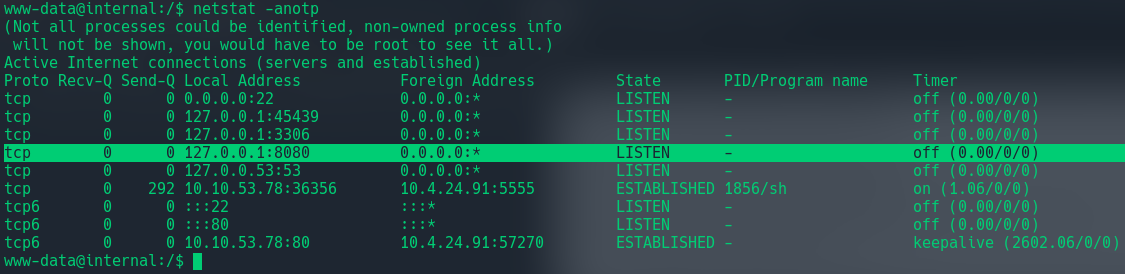 www-data@internal:/$ netstat -anotp
(Not all processes could be identified, non-owned process info
 will not be shown, you would have to be root to see it all.)
Active Internet connections (servers and established)
Proto Recv-Q Send-Q Local Address           Foreign Address         State       PID/Program name     Timer
tcp        0      0 0.0.0.0:22              0.0.0.0:*               LISTEN      -                    off (0.00/0/0)
tcp        0      0 127.0.0.1:45439         0.0.0.0:*               LISTEN      -                    off (0.00/0/0)
tcp        0      0 127.0.0.1:3306          0.0.0.0:*               LISTEN      -                    off (0.00/0/0)
tcp        0      0 127.0.0.1:8080          0.0.0.0:*               LISTEN      -                    off (0.00/0/0)
tcp        0      0 127.0.0.53:53           0.0.0.0:*               LISTEN      -                    off (0.00/0/0)
tcp        0    292 10.10.53.78:36356       10.4.24.91:5555         ESTABLISHED 1856/sh              on (1.06/0/0)
tcp6       0      0 :::22                   :::*                    LISTEN      -                    off (0.00/0/0)
tcp6       0      0 :::80                   :::*                    LISTEN      -                    off (0.00/0/0)
tcp6       0      0 10.10.53.78:80          10.4.24.91:57270        ESTABLISHED -                    keepalive (2602.06/0/0)
www-data@internal:/$